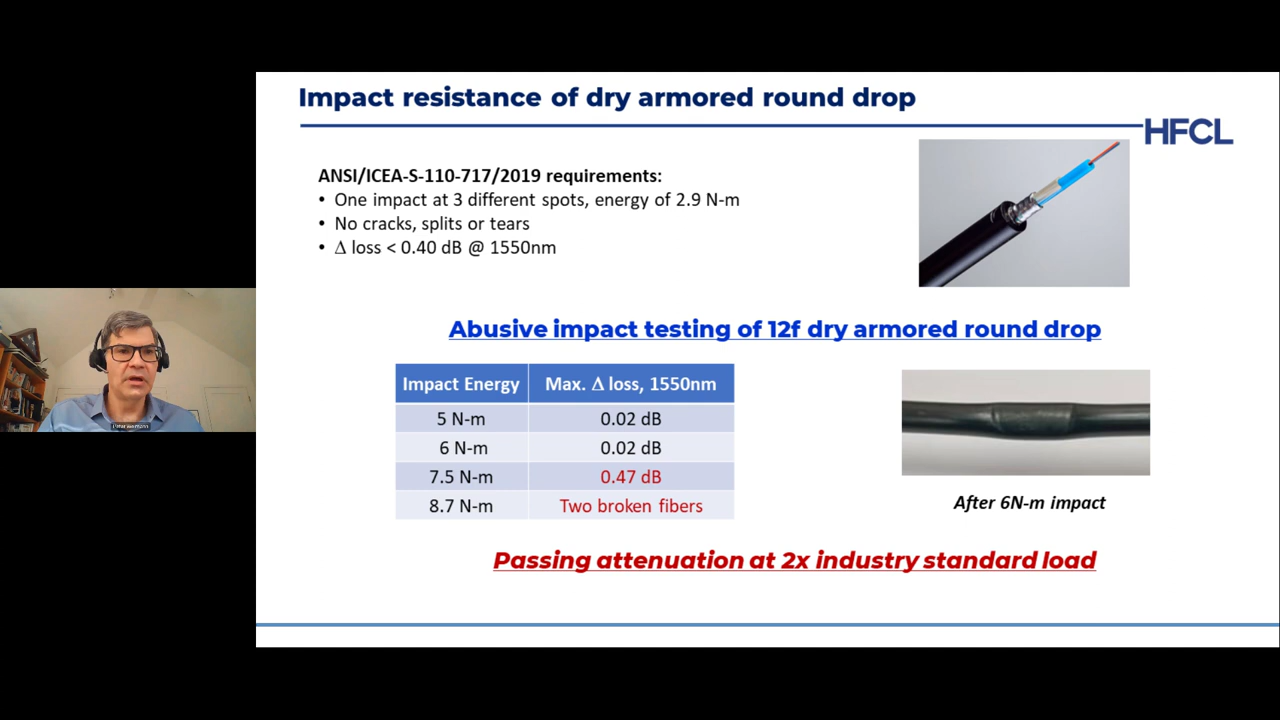 Impact resistance of dry armored round drop
HFCL
ANSI/ICEA-S-110-717/2019 requirements:
• One impact at 3 different spots, energy of 2.9 N-m
• No cracks, splits or tears
• Δ loss < 0.40 dB @ 1550nm
Abusive impact testing of 12f dry armored round drop
Impact Energy Max. Δ loss, 1550nm
5 N-m 0.02 dB
6 N-m 0.02 dB
7.5 N-m 0.47 dB
8.7 N-m Two broken fibers
After 6N-m impact
Passing attenuation at 2x industry standard load